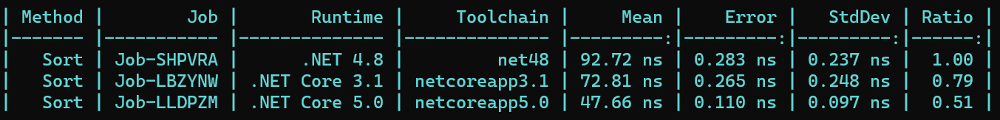 | Method | Job | Runtime | Toolchain | Mean | Error | StdDev | Ratio |
|------- |----------- |-------------- |-------------- |---------:|---------:|---------:|------:|
| Sort | Job-SHPVRA | .NET 4.8 | net48 | 92.72 ns | 0.283 ns | 0.237 ns | 1.00 |
| Sort | Job-LBZYNW | .NET Core 3.1 | netcoreapp3.1 | 72.81 ns | 0.265 ns | 0.248 ns | 0.79 |
| Sort | Job-LLDPZM | .NET Core 5.0 | netcoreapp5.0 | 47.66 ns | 0.110 ns | 0.097 ns | 0.51 |